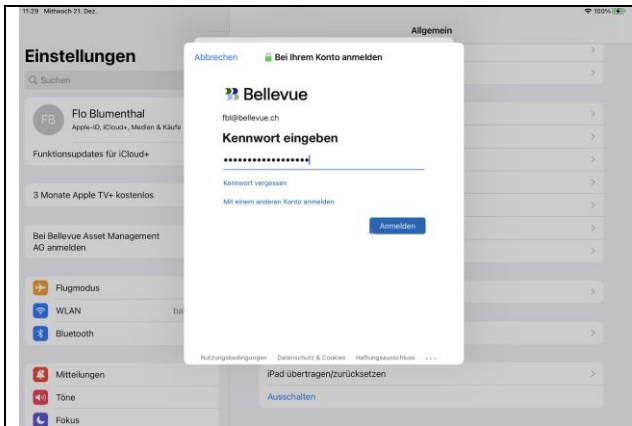 11:29 Mittwoch 21. Dez.
100%
Allgemein
Einstellungen
Suchen
FB
Flo Blumenthal
Apple-ID, iCloud+, Medien & Käufe
Funktionsupdates für iCloud+
3 Monate Apple TV+ kostenlos
Bei Bellevue Asset Management
AG anmelden
Flugmodus
WLAN
Bluetooth
Mitteilungen
Töne
Fokus
Abbrechen
Bei Ihrem Konto anmelden
Bellevue
fbl@bellevue.ch
Kennwort eingeben
••••••••••••••••••
Kennwort vergessen
Mit einem anderen Konto anmelden
Anmelden
Nutzungsbedingungen Datenschutz & Cookies Haftungsausschluss ...
iPad übertragen/zurücksetzen
Ausschalten